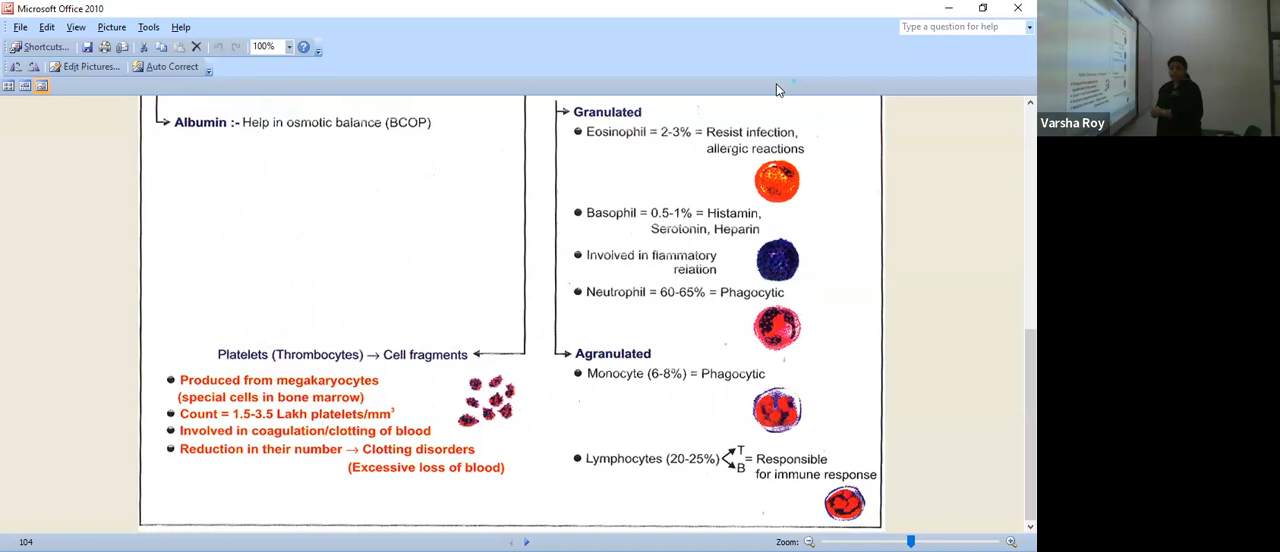 Microsoft Office 2010
File Edit View Picture Tools Help
Type a question for help
Shortcuts...
100%
Edit Pictures...
Auto Correct
Albumin :- Help in osmotic balance (BCOP)
Platelets (Thrombocytes) → Cell fragments
Produced from megakaryocytes
(special cells in bone marrow)
Count = 1.5-3.5 Lakh platelets/mm³
Involved in coagulation/clotting of blood
Reduction in their number → Clotting disorders
(Excessive loss of blood)
Granulated
Eosinophil = 2-3% = Resist infection,
allergic reactions
Basophil = 0.5-1% = Histamin,
Serotonin, Heparin
Involved in flammatory
relation
Neutrophil = 60-65% = Phagocytic
Agranulated
Monocyte (6-8%) = Phagocytic
Lymphocytes (20-25%) T
B = Responsible
for immune response
Varsha Roy
104
Zoom: